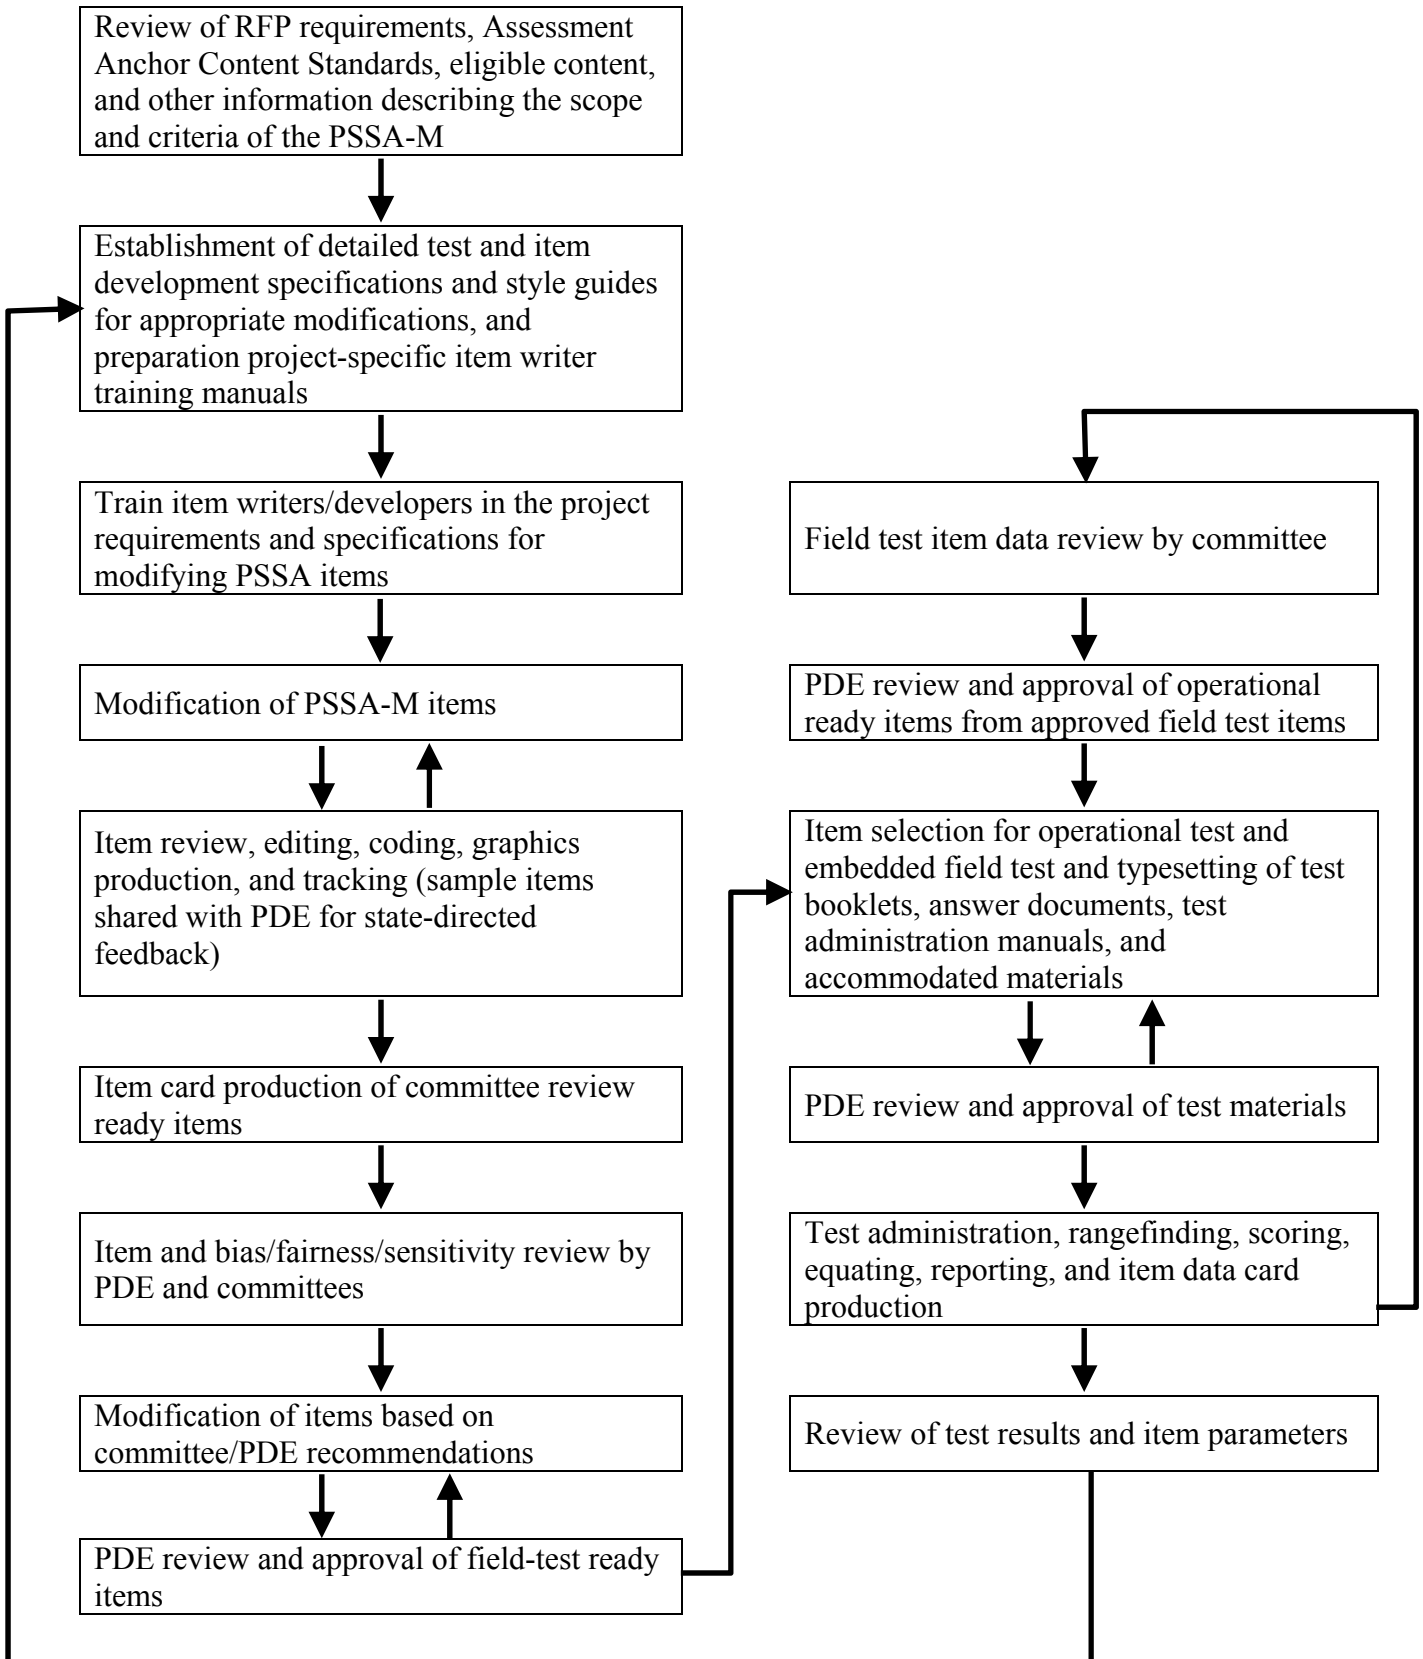 Review of RFP requirements, Assessment
Anchor Content Standards, eligible content,
and other information describing the scope
and criteria of the PSSA-M
Establishment of detailed test and item
development specifications and style guides
for appropriate modifications, and
preparation project-specific item writer
training manuals
Train item writers/developers in the project
requirements and specifications for
modifying PSSA items
Modification of PSSA-M items
Item review, editing, coding, graphics
production, and tracking (sample items
shared with PDE for state-directed
feedback)
Item card production of committee review
ready items
Item and bias/fairness/sensitivity review by
PDE and committees
Modification of items based on
committee/PDE recommendations
PDE review and approval of field-test ready
items
Field test item data review by committee
PDE review and approval of operational
ready items from approved field test items
Item selection for operational test and
embedded field test and typesetting of test
booklets, answer documents, test
administration manuals, and
accommodated materials
PDE review and approval of test materials
Test administration, rangefinding, scoring,
equating, reporting, and item data card
production
Review of test results and item parameters